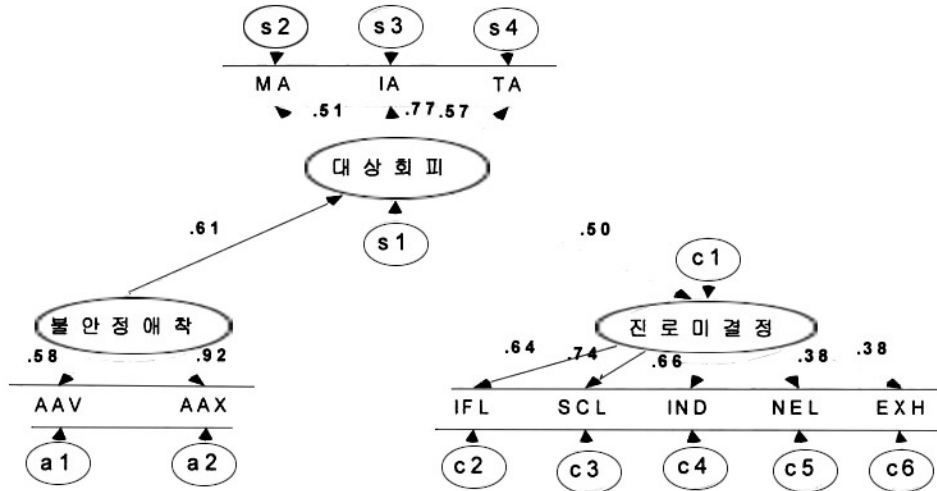 s2 s3 s4
MA IA TA
.51 .77 .57
대상회피
.61 s1 .50
c1
불안정애착 진로미결정
.58 .92 .64 .74 .66 .38 .38
AAV AAX IFL SCL IND NEL EXH
a1 a2 c2 c3 c4 c5 c6